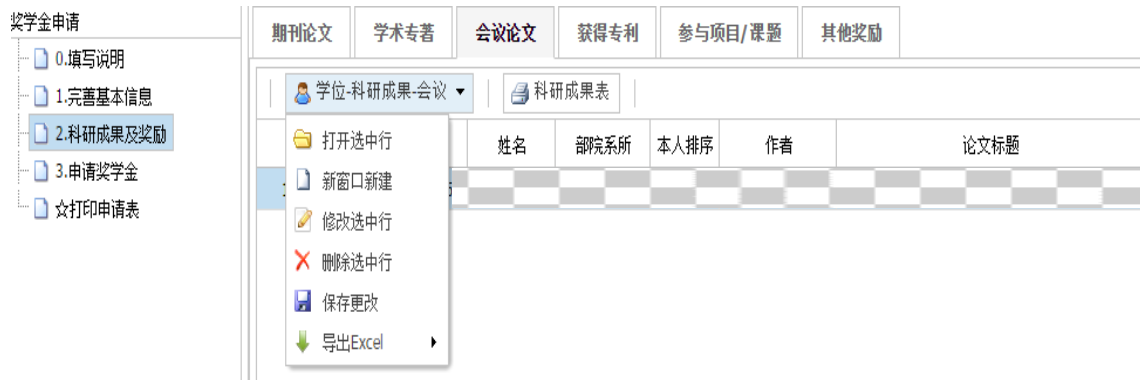 奖学金申请
0.填写说明
1.完善基本信息
2.科研成果及奖励
3.申请奖学金
☆打印申请表
期刊论文 学术专著 会议论文 获得专利 参与项目/课题 其他奖励
学位-科研成果-会议 科研成果表
姓名 部院系所 本人排序 作者 论文标题
打开选中行
新窗口新建
修改选中行
删除选中行
保存更改
导出Excel